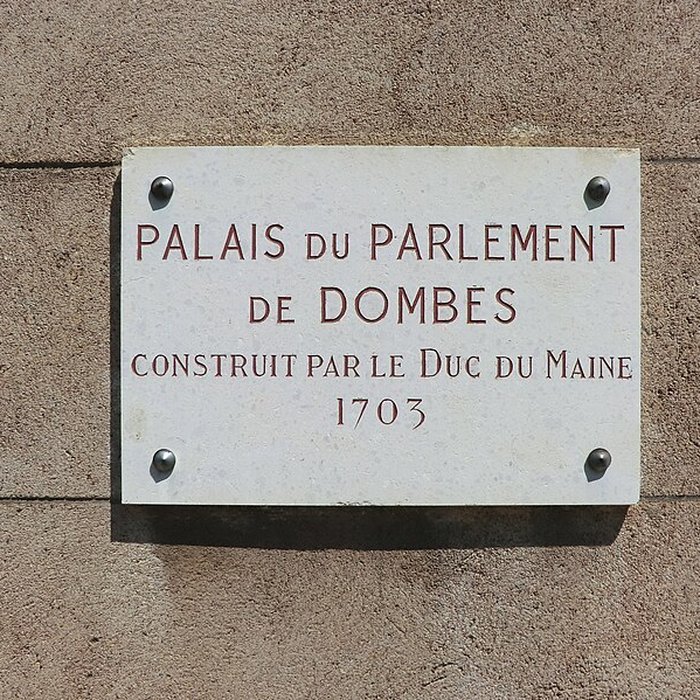 PALAIS DU PARLEMENT
DE DOMBES
CONSTRUIT PAR LE DUC DU MAINE
1703